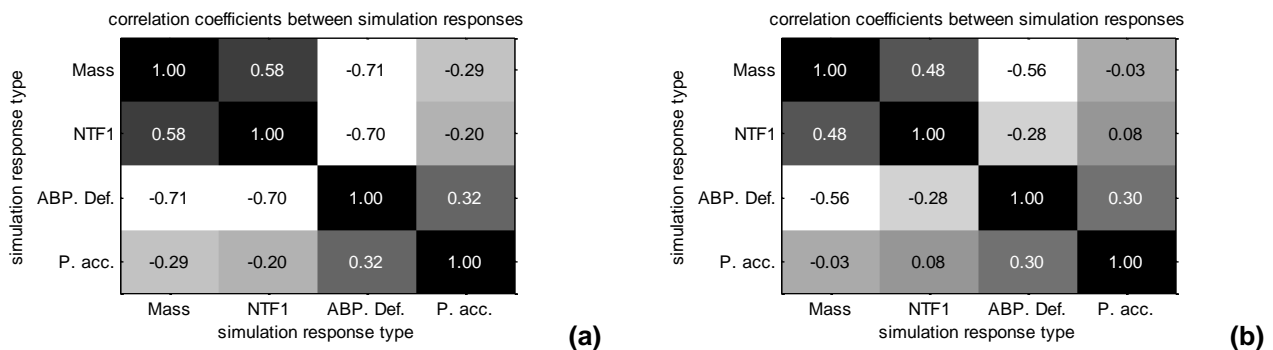 correlation coefficients between simulation responses
simulation response type
Mass 1.00 0.58 -0.71 -0.29
NTF1 0.58 1.00 -0.70 -0.20
ABP. Def. -0.71 -0.70 1.00 0.32
P. acc. -0.29 -0.20 0.32 1.00
Mass NTF1 ABP. Def. P. acc.
simulation response type
(a)
correlation coefficients between simulation responses
simulation response type
Mass 1.00 0.48 -0.56 -0.03
NTF1 0.48 1.00 -0.28 0.08
ABP. Def. -0.56 -0.28 1.00 0.30
P. acc. -0.03 0.08 0.30 1.00
Mass NTF1 ABP. Def. P. acc.
simulation response type
(b)